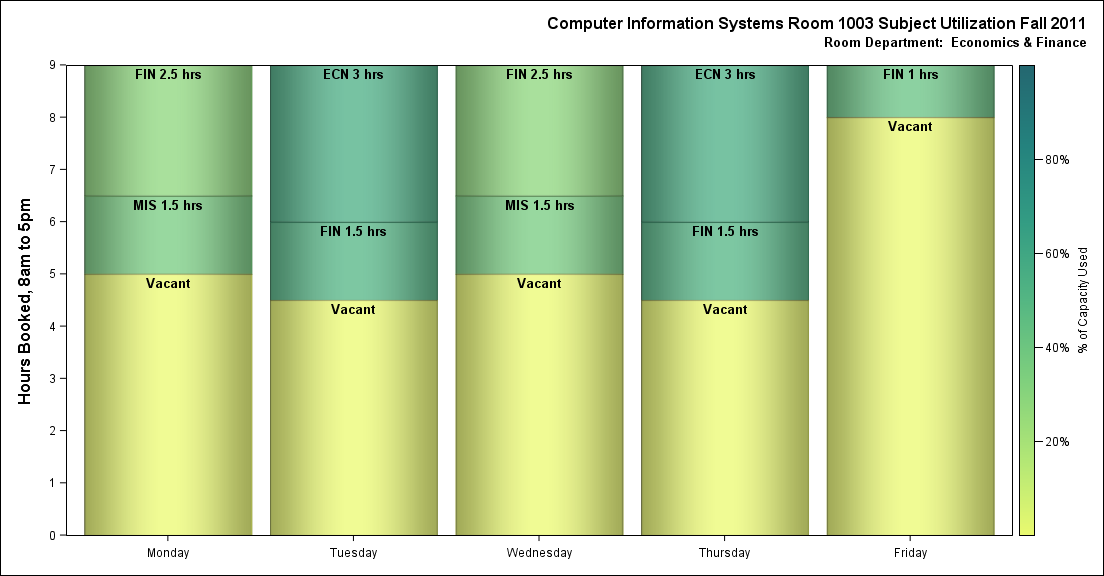 Computer Information Systems Room 1003 Subject Utilization Fall 2011
Room Department:  Economics & Finance
Hours Booked, 8am to 5pm
9
8
7
6
5
4
3
2
1
0
FIN 2.5 hrs
MIS 1.5 hrs
Vacant
ECN 3 hrs
FIN 1.5 hrs
Vacant
FIN 2.5 hrs
MIS 1.5 hrs
Vacant
ECN 3 hrs
FIN 1.5 hrs
Vacant
FIN 1 hrs
Vacant
Monday
Tuesday
Wednesday
Thursday
Friday
80%
60%
40%
20%
% of Capacity Used